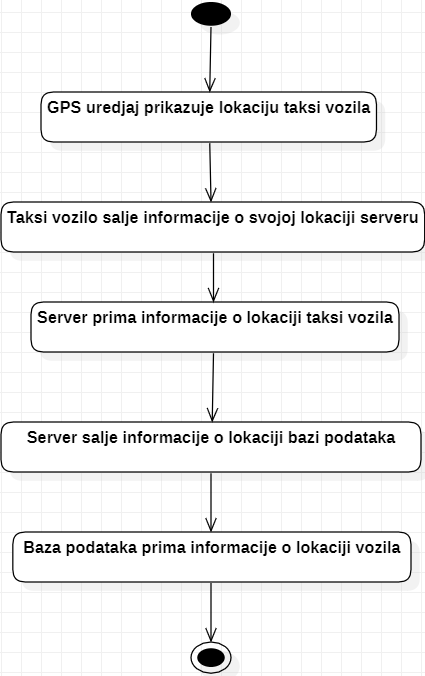 GPS uredjaj prikazuje lokaciju taksi vozila
Taksi vozilo salje informacije o svojoj lokaciji serveru
Server prima informacije o lokaciji taksi vozila
Server salje informacije o lokaciji bazi podataka
Baza podataka prima informacije o lokaciji vozila